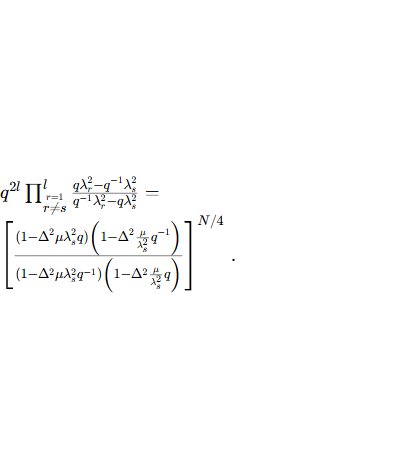 q^{2l} \prod_{\substack{r=1 \\ r \neq s}}^{l} \frac{q\lambda_r^2 - q^{-1}\lambda_s^2}{q^{-1}\lambda_r^2 - q\lambda_s^2} =
\left[ \frac{(1-\Delta^2\mu\lambda_s^2 q)\left(1-\Delta^2\frac{\mu}{\lambda_s^2}q^{-1}\right)}{(1-\Delta^2\mu\lambda_s^2 q^{-1})\left(1-\Delta^2\frac{\mu}{\lambda_s^2}q\right)} \right]^{N/4} .